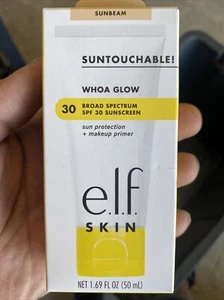 SUNBEAM
SUNTOUCHABLE!
WHOA GLOW
30
BROAD SPECTRUM
SPF 30 SUNSCREEN
sun protection
+ makeup primer
e.l.f.
SKIN
NET 1.69 FL OZ (50 mL)